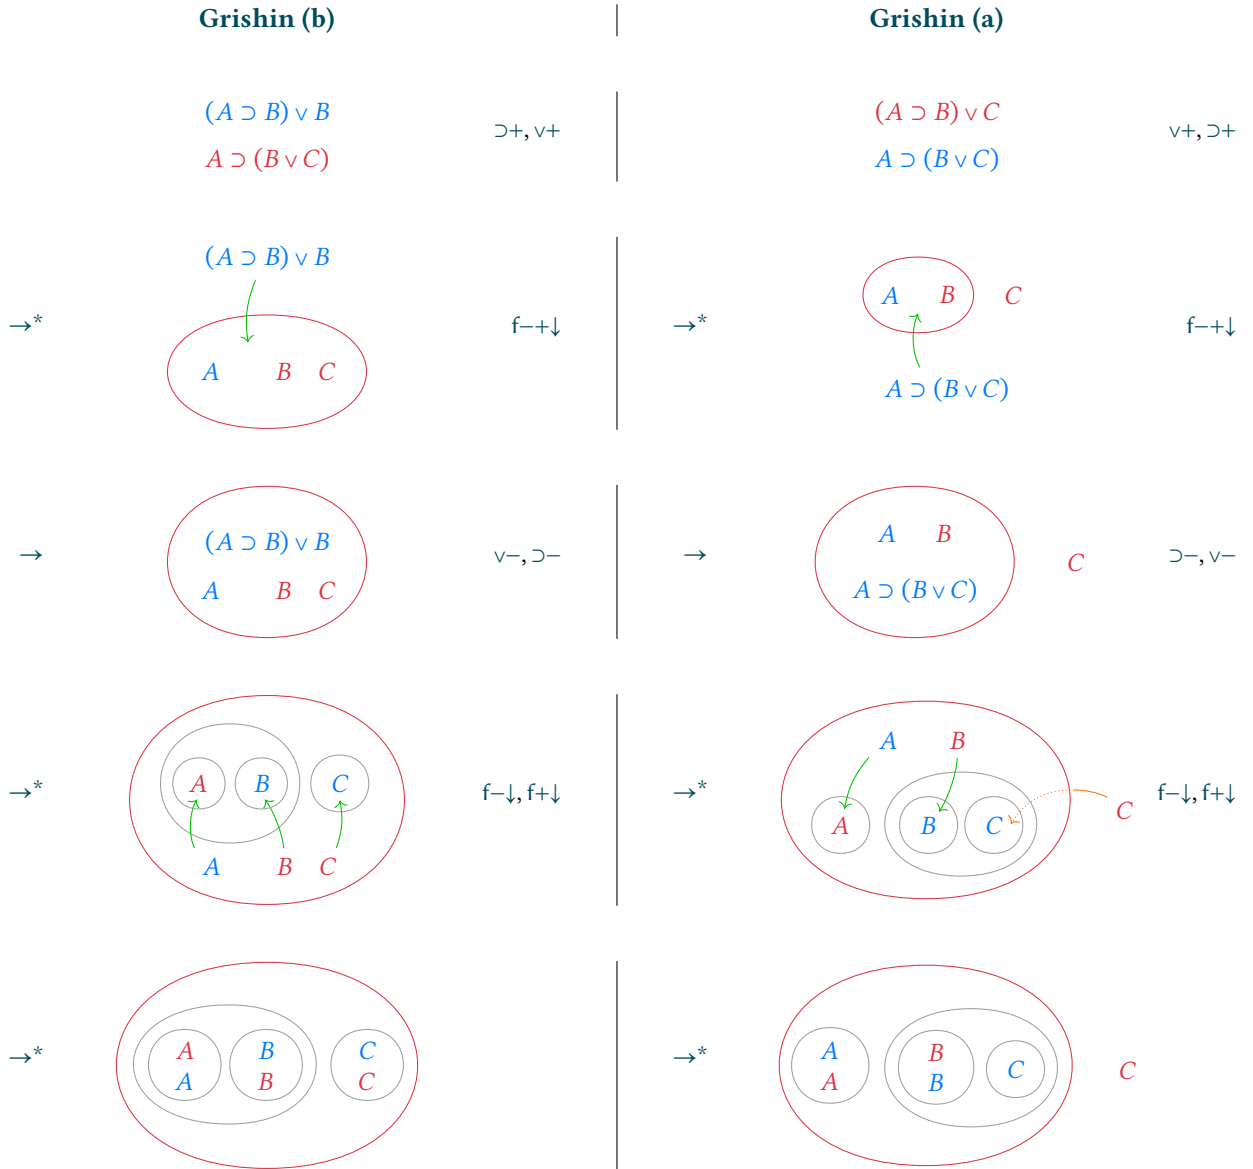 Grishin (b)
Grishin (a)
(A ⊃ B) ∨ B
A ⊃ (B ∨ C)
⊃+, ∨+
(A ⊃ B) ∨ C
A ⊃ (B ∨ C)
∨+, ⊃+
→*
(A ⊃ B) ∨ B
A B C
f−+↓
→*
A B C
A ⊃ (B ∨ C)
f−+↓
→
(A ⊃ B) ∨ B
A B C
∨−, ⊃−
→
A B
A ⊃ (B ∨ C)
C
⊃−, ∨−
→*
A B C
A B C
f−↓, f+↓
→*
A B
A B C
C
f−↓, f+↓
→*
A B C
A B C
→*
A B
A B C
C